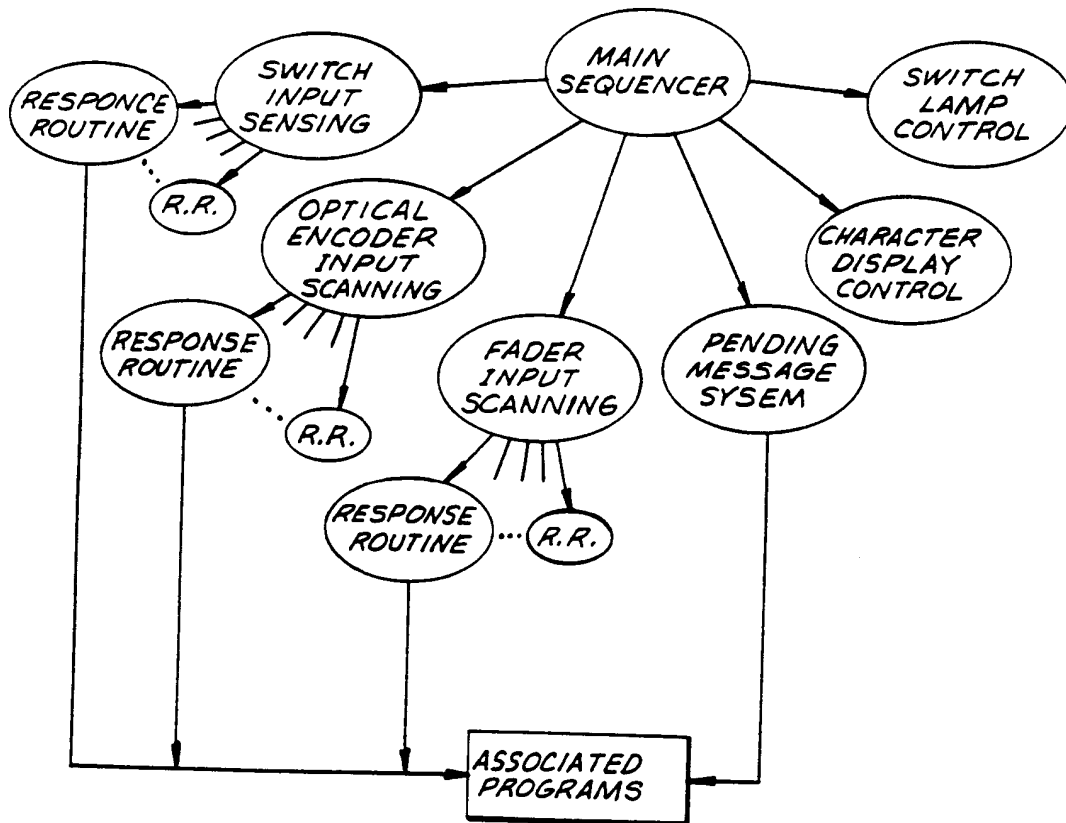 MAIN
SEQUENCER
SWITCH
INPUT
SENSING
SWITCH
LAMP
CONTROL
RESPONCE
ROUTINE
R.R.
OPTICAL
ENCODER
INPUT
SCANNING
CHARACTER
DISPLAY
CONTROL
RESPONSE
ROUTINE
R.R.
FADER
INPUT
SCANNING
PENDING
MESSAGE
SYSEM
RESPONSE
ROUTINE
R.R.
ASSOCIATED
PROGRAMS